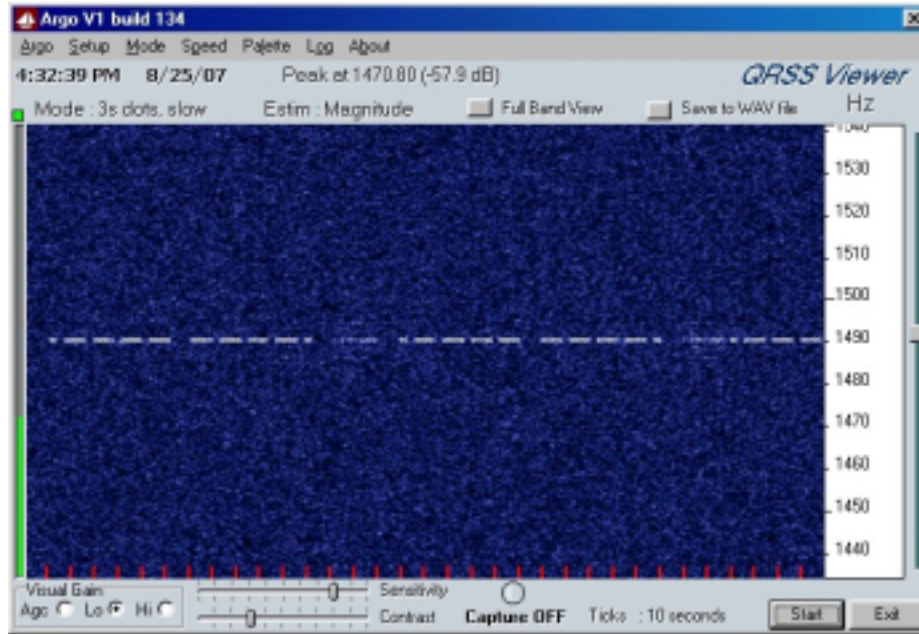 Argo V1 build 134
Argo Setup Mode Speed Palette Log About
4:32:39 PM 8/25/07 Peak at 1470.80 (-57.9 dB) QRSS Viewer
Mode : 3s dots, slow Estim : Magnitude Full Band View Save to WAV file Hz
1540
1530
1520
1510
1500
1490
1480
1470
1460
1450
1440
Visual Gain Sensitivity
Agc Lo Hi Contrast Capture OFF Ticks : 10 seconds Start Exit